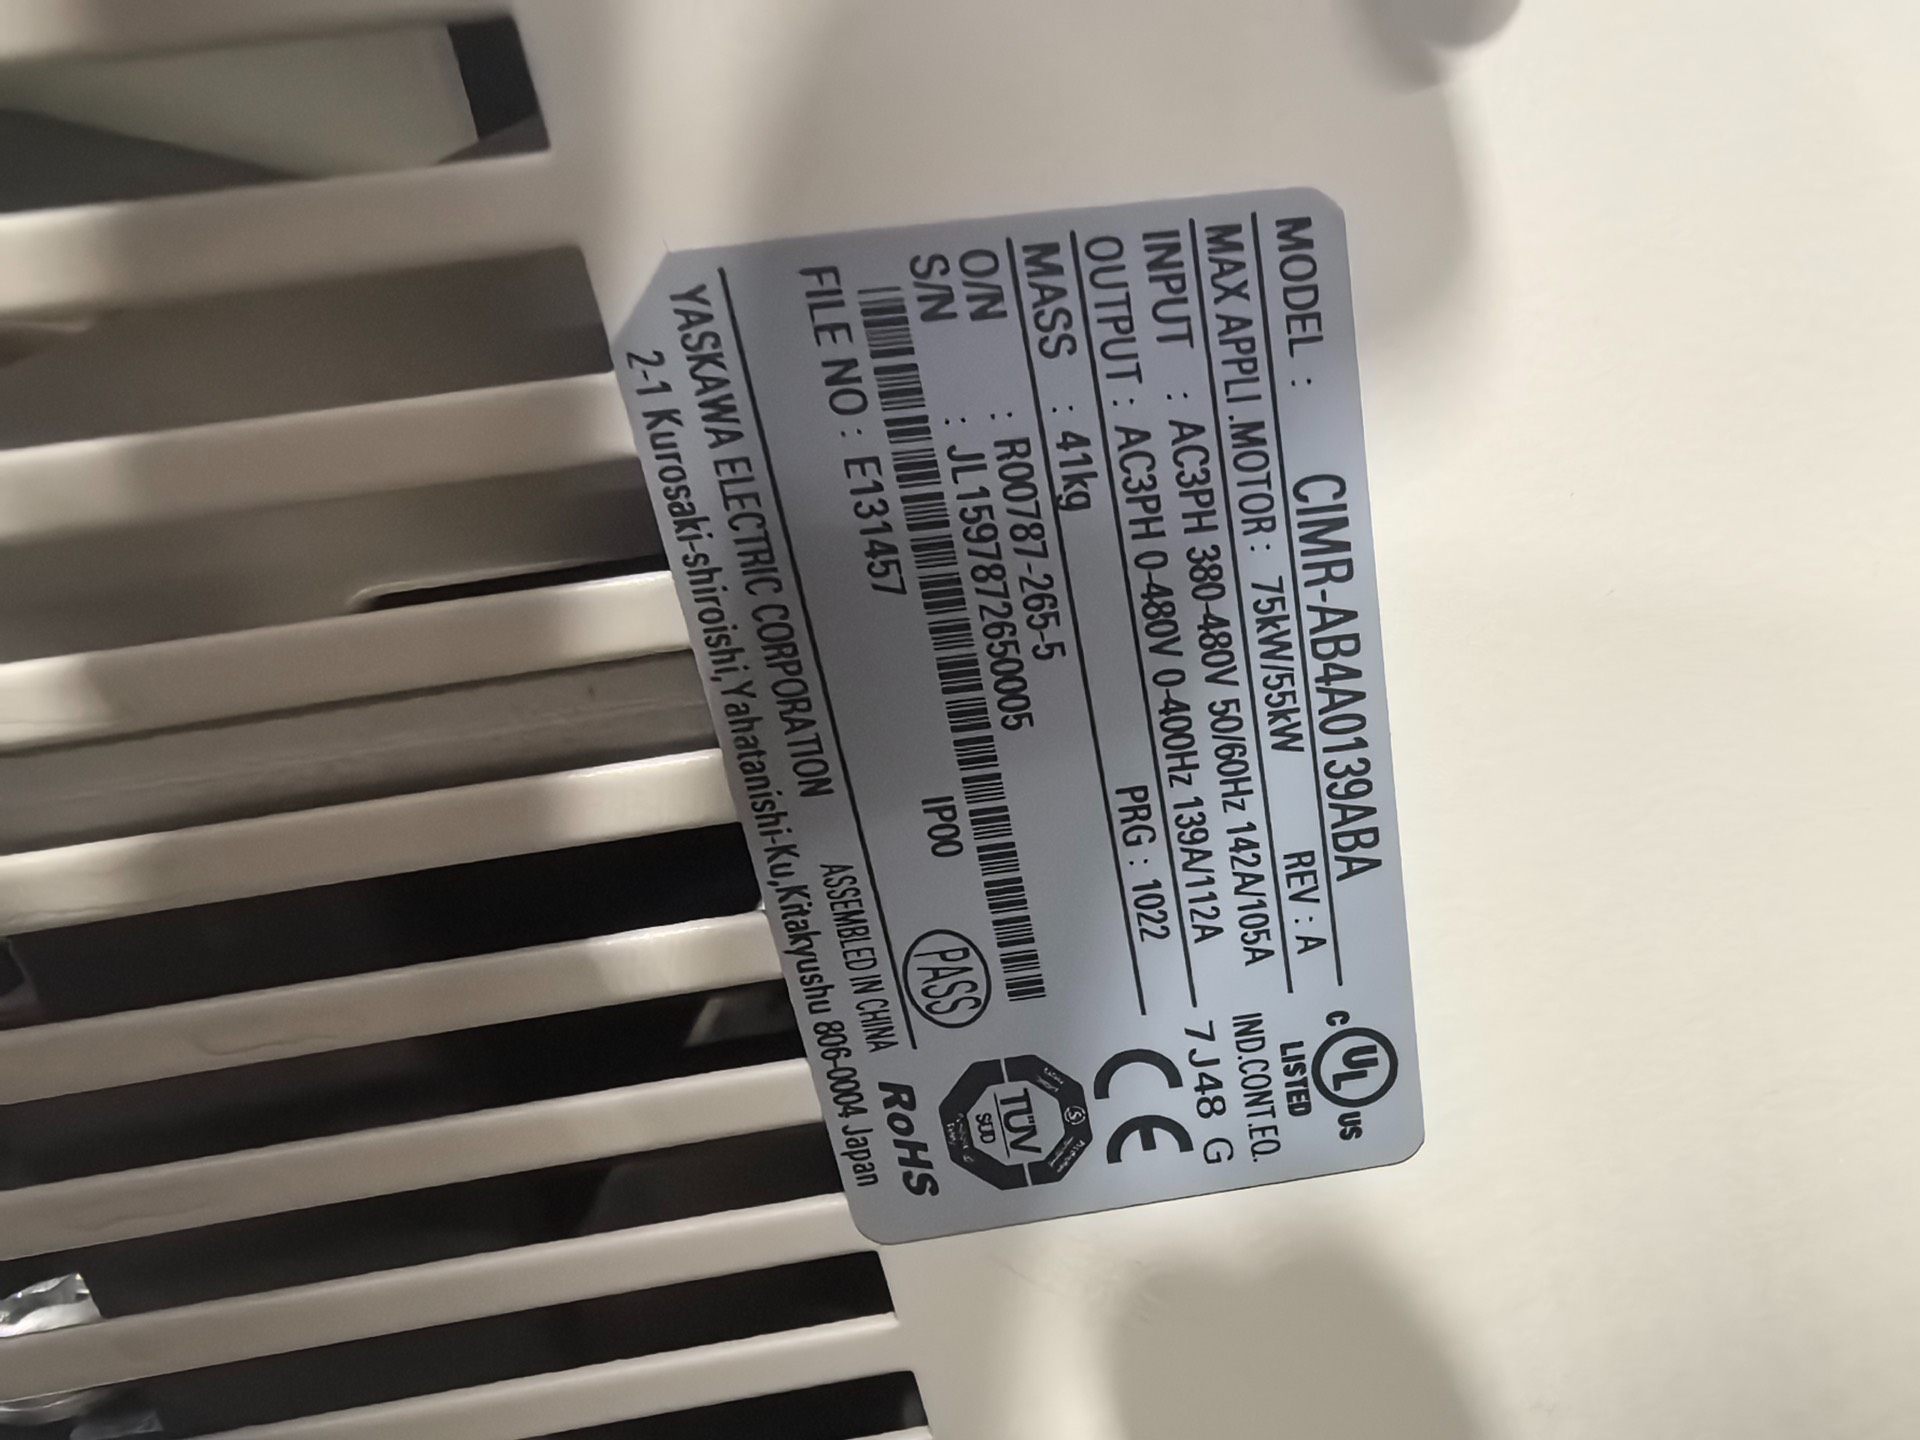 MODEL : CIMR-AB4A0139ABA
MAX APPLI.MOTOR : 75kW/55kW REV : A
INPUT : AC3PH 380-480V 50/60Hz 142A/105A
OUTPUT : AC3PH 0-480V 0-400Hz 139A/112A
MASS : 41kg PRG : 1022
O/N : R00787-265-5
S/N : JL1597872650005
FILE NO : E131457 IP00
PASS
YASKAWA ELECTRIC CORPORATION ASSEMBLED IN CHINA
2-1 Kurosaki-shiroishi, Yahatanishi-Ku, Kitakyushu 806-0004 Japan
C UL US
LISTED
IND.CONT.EQ.
7J48 G
CE
TÜV
SÜD
RoHS